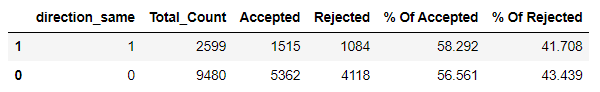 direction_same Total_Count Accepted Rejected % Of Accepted % Of Rejected
1 1 2599 1515 1084 58.292 41.708
0 0 9480 5362 4118 56.561 43.439